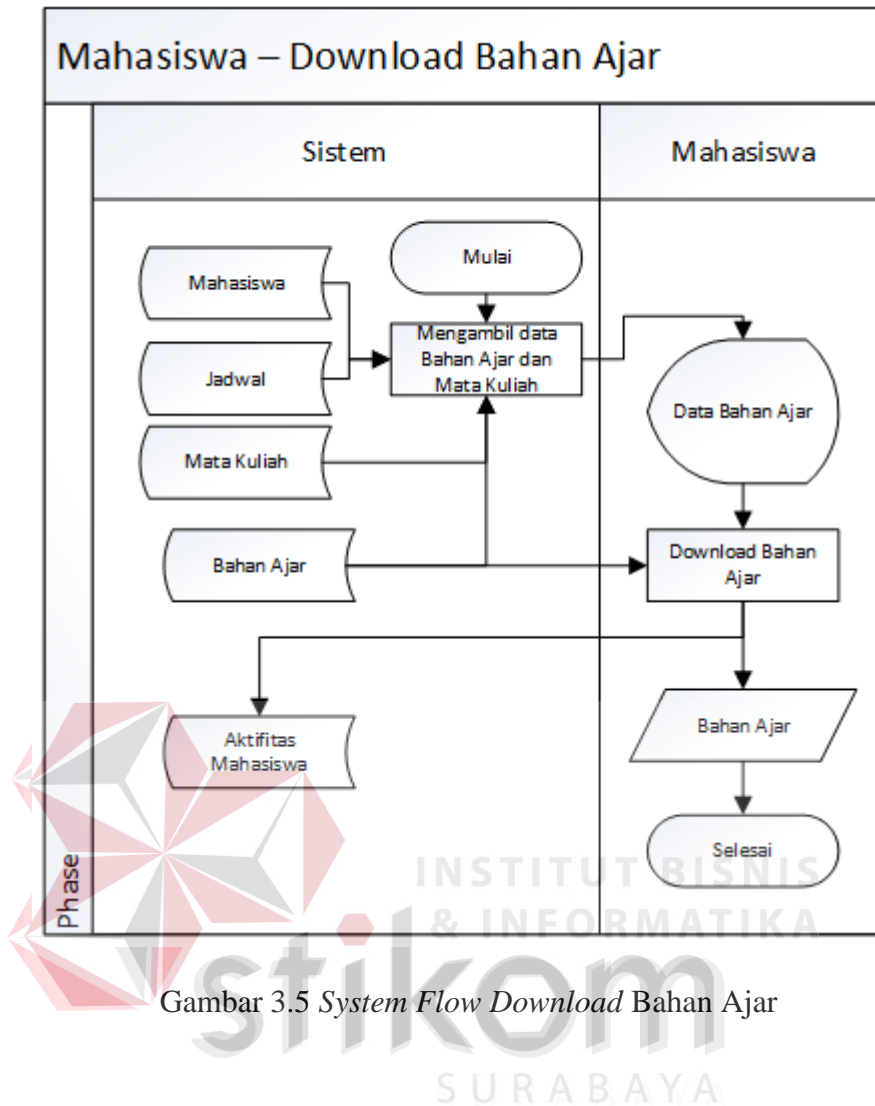 Mahasiswa – Download Bahan Ajar
Sistem
Mahasiswa
Mulai
Mahasiswa
Mengambil data
Bahan Ajar dan
Mata Kuliah
Jadwal
Data Bahan Ajar
Mata Kuliah
Bahan Ajar
Download Bahan
Ajar
Aktifitas
Mahasiswa
Bahan Ajar
Selesai
Phase
INSTITUT BISNIS
& INFORMATIKA
stikom
SURABAYA
Gambar 3.5 System Flow Download Bahan Ajar